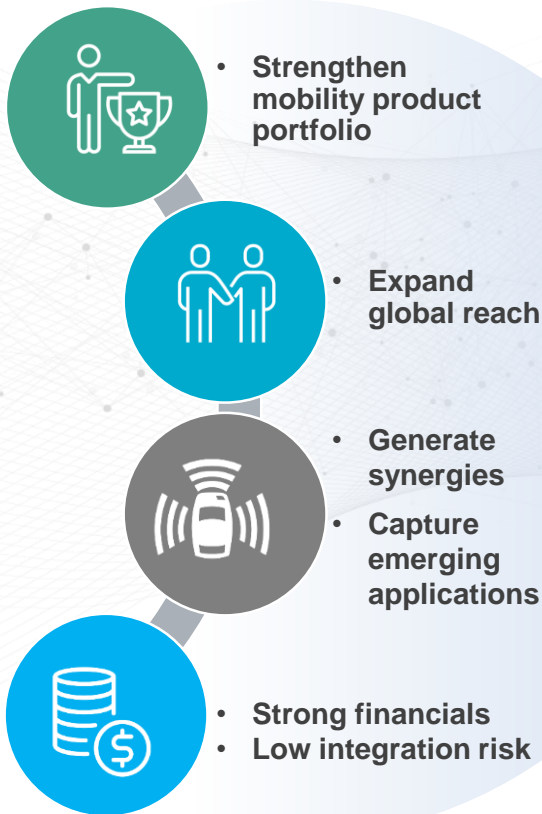 • Strengthen
mobility product
portfolio
• Expand
global reach
• Generate
synergies
• Capture
emerging
applications
$
• Strong financials
• Low integration risk